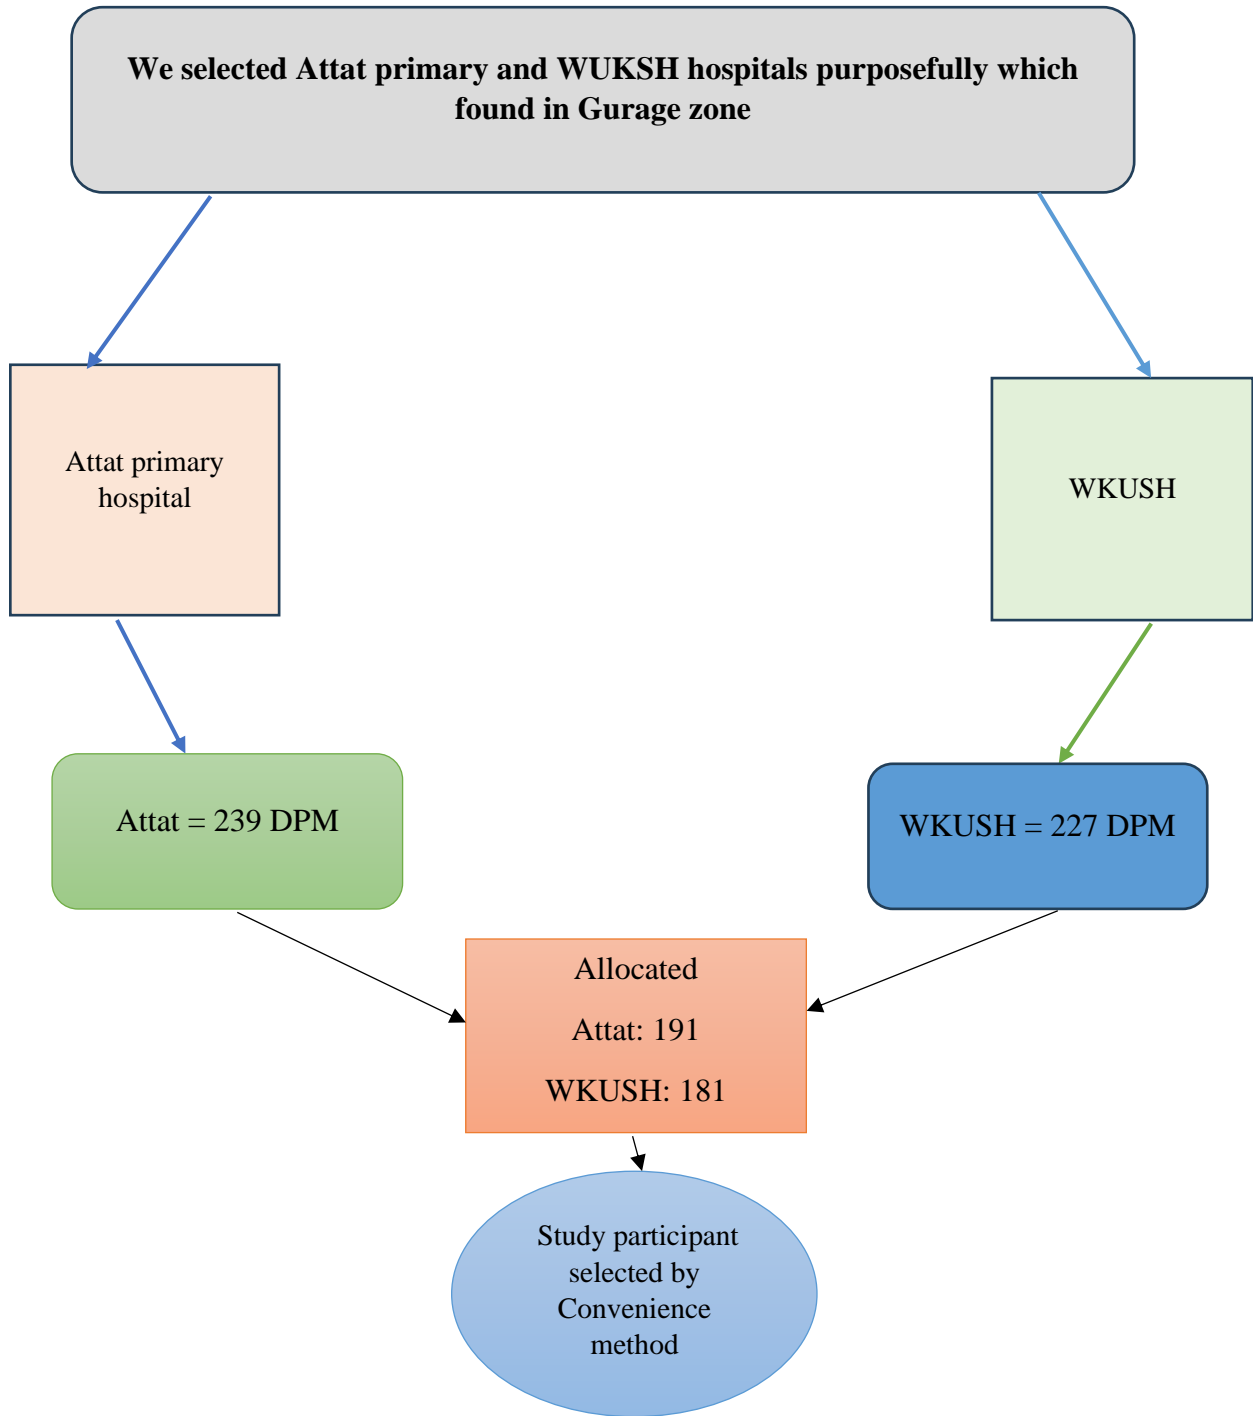 We selected Attat primary and WUKSH hospitals purposefully which
found in Gurage zone
Attat primary
hospital
WKUSH
Attat = 239 DPM
WKUSH = 227 DPM
Allocated
Attat: 191
WKUSH: 181
Study participant
selected by
Convenience
method